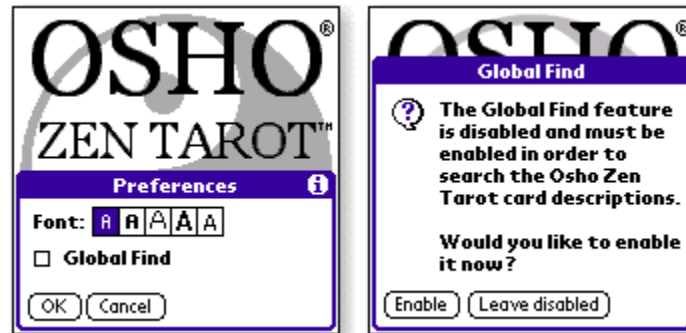 OSHO®
ZEN TAROT™
Preferences
Font: A A A A A
Global Find
OK Cancel
OSHO®
Global Find
The Global Find feature
is disabled and must be
enabled in order to
search the Osho Zen
Tarot card descriptions.
Would you like to enable
it now?
Enable Leave disabled